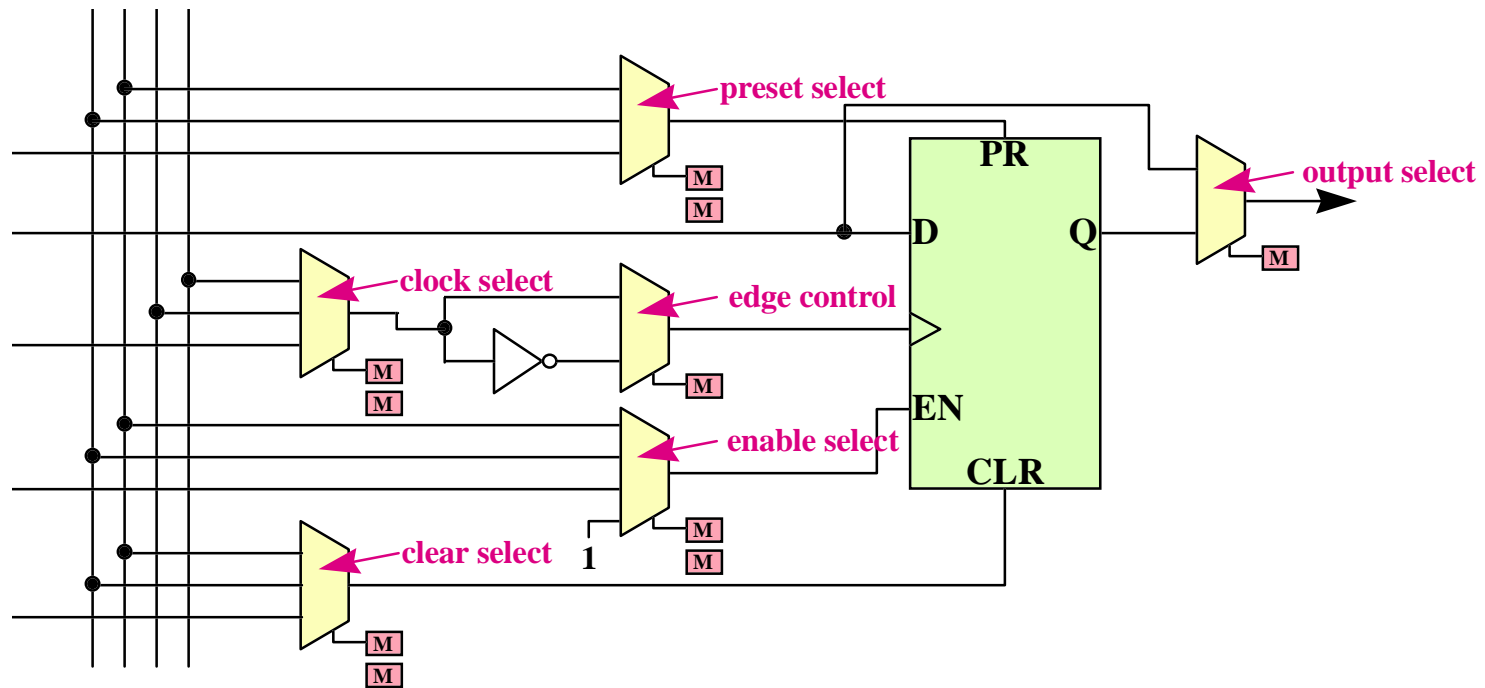 preset select
PR
output select
M
M
D
Q
M
clock select
edge control
M
M
M
EN
enable select
CLR
M
M
1
clear select
M
M